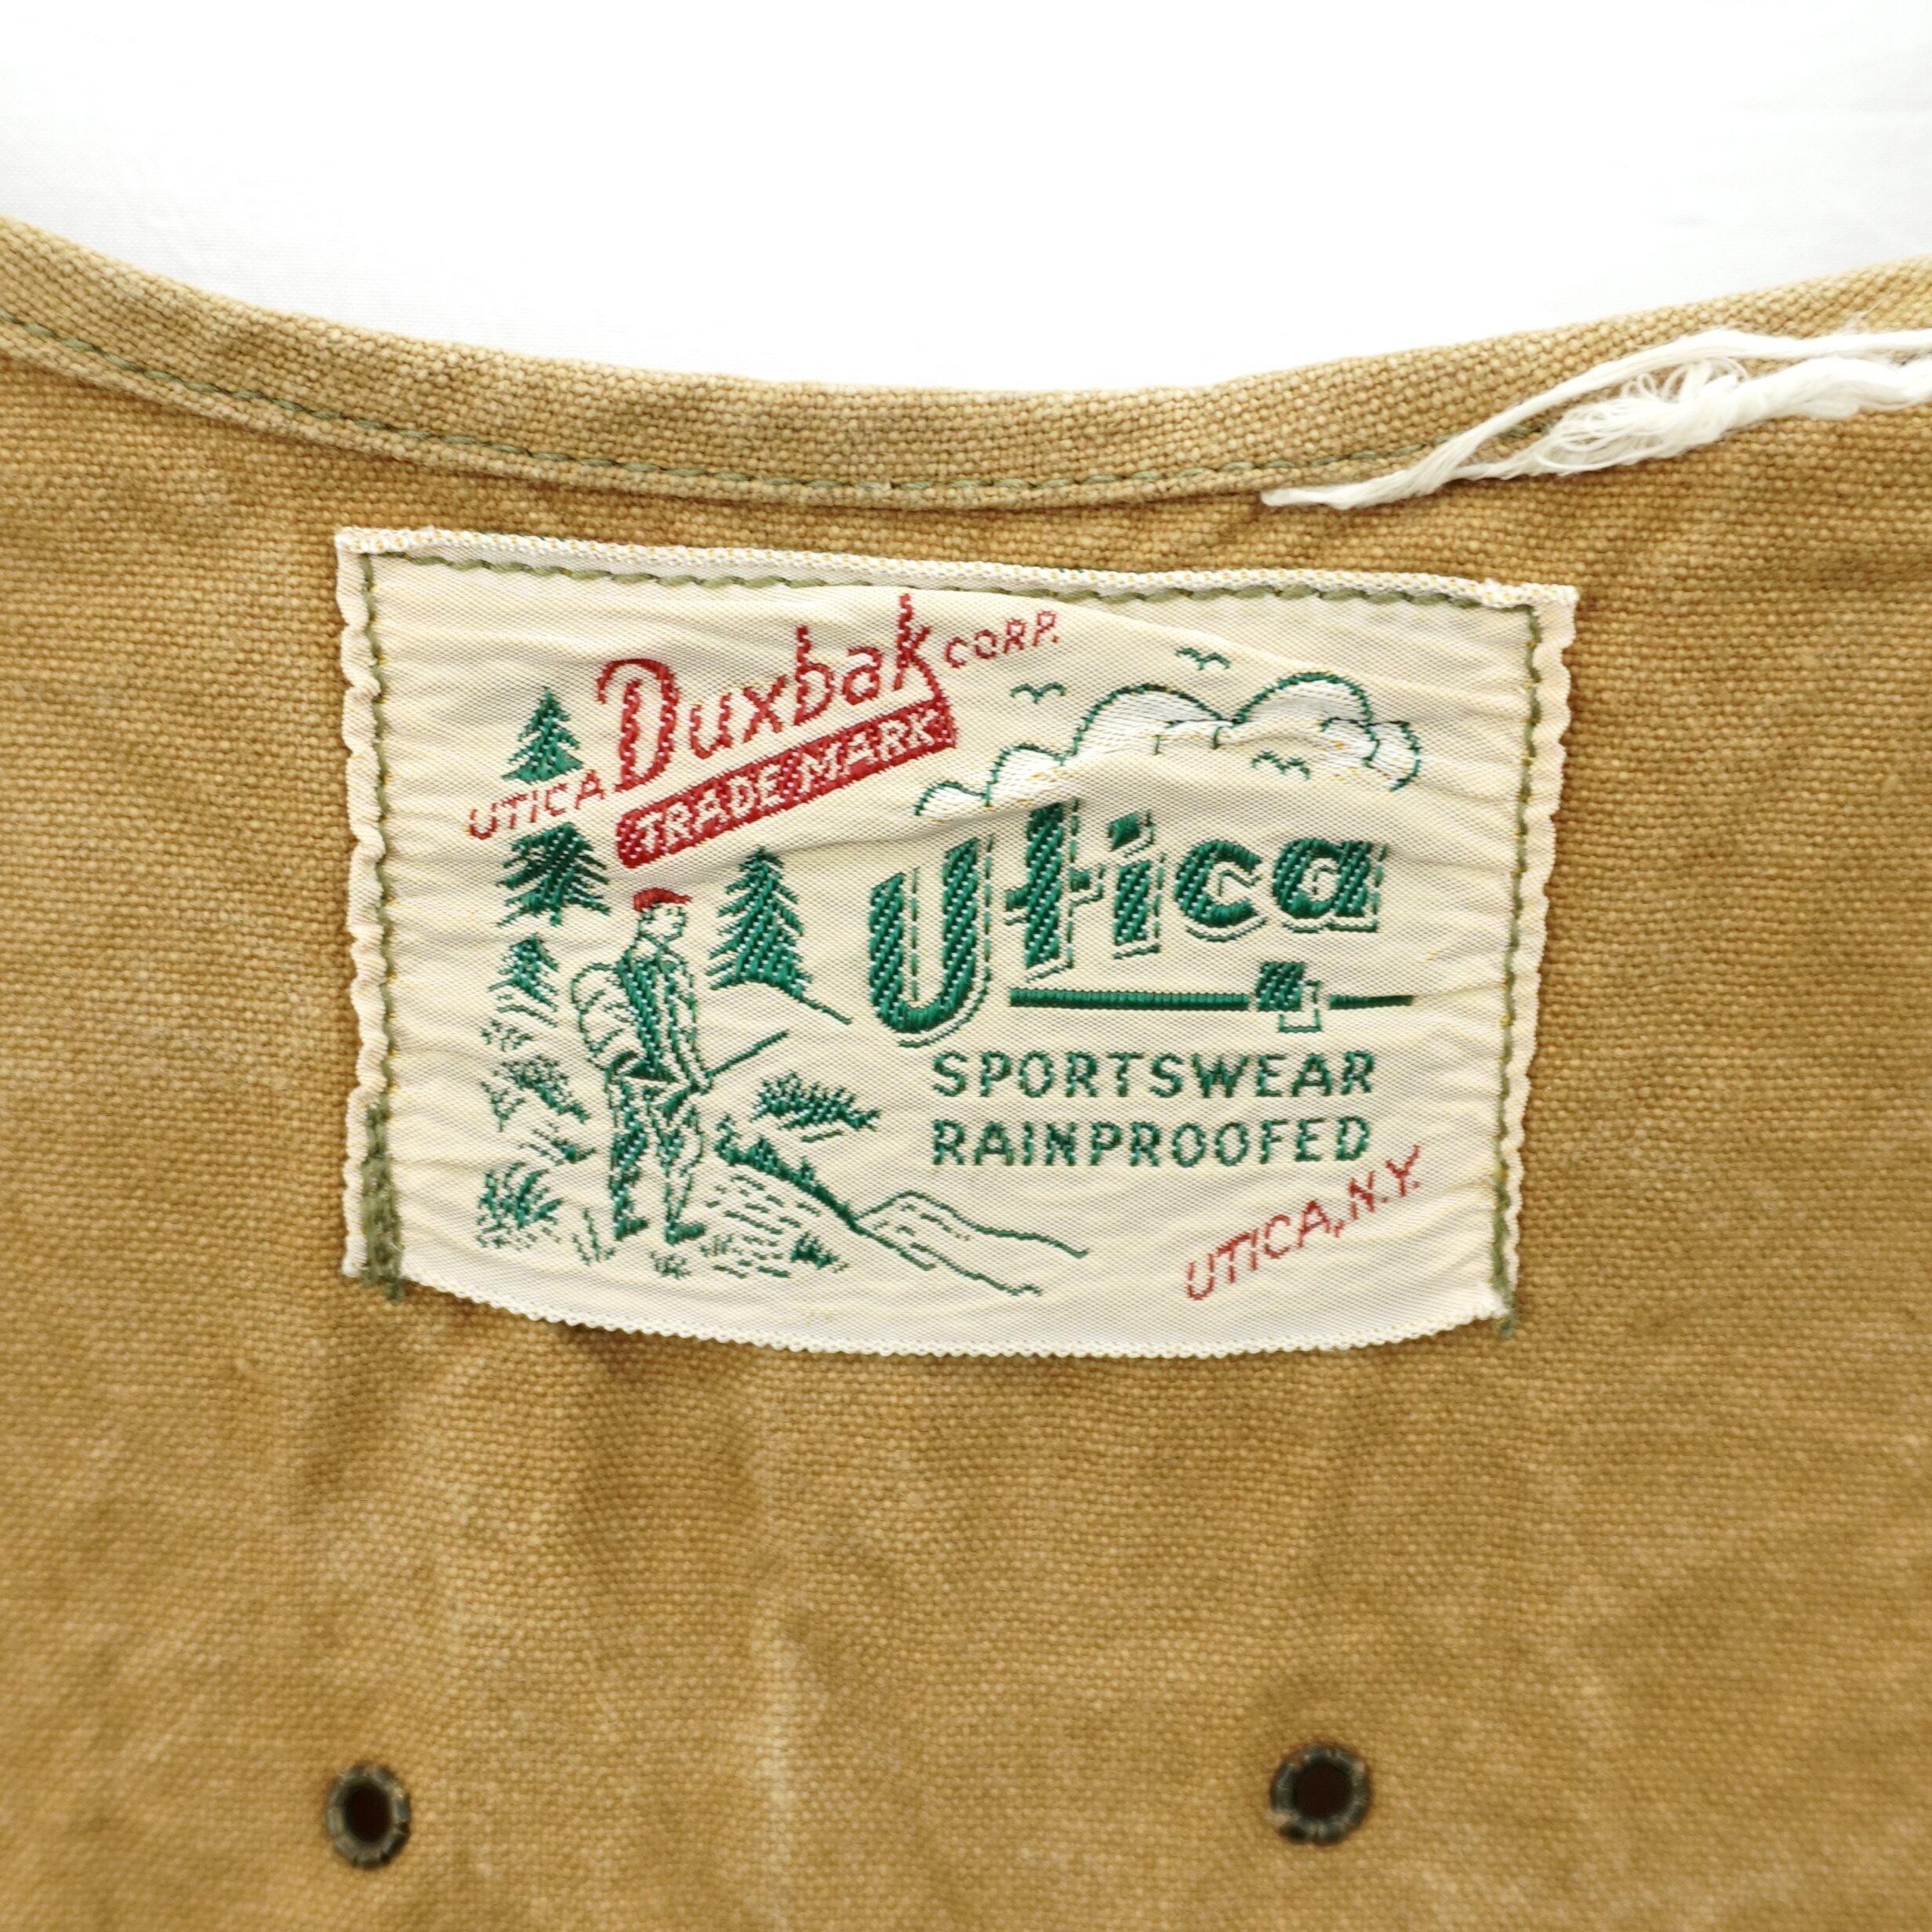 UTICA Duxbak CORP.
TRADE MARK
Utica
SPORTSWEAR
RAINPROOFED
UTICA, N.Y.